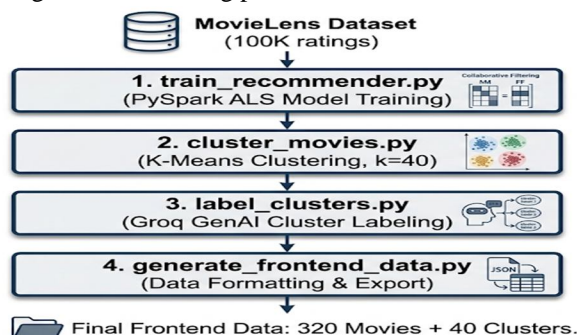 MovieLens Dataset
(100K ratings)
1. train_recommender.py
(PySpark ALS Model Training)
Collaborative Filtering
2. cluster_movies.py
(K-Means Clustering, k=40)
3. label_clusters.py
(Groq GenAI Cluster Labeling)
4. generate_frontend_data.py
(Data Formatting & Export)
JSON
Final Frontend Data: 320 Movies + 40 Clusters.